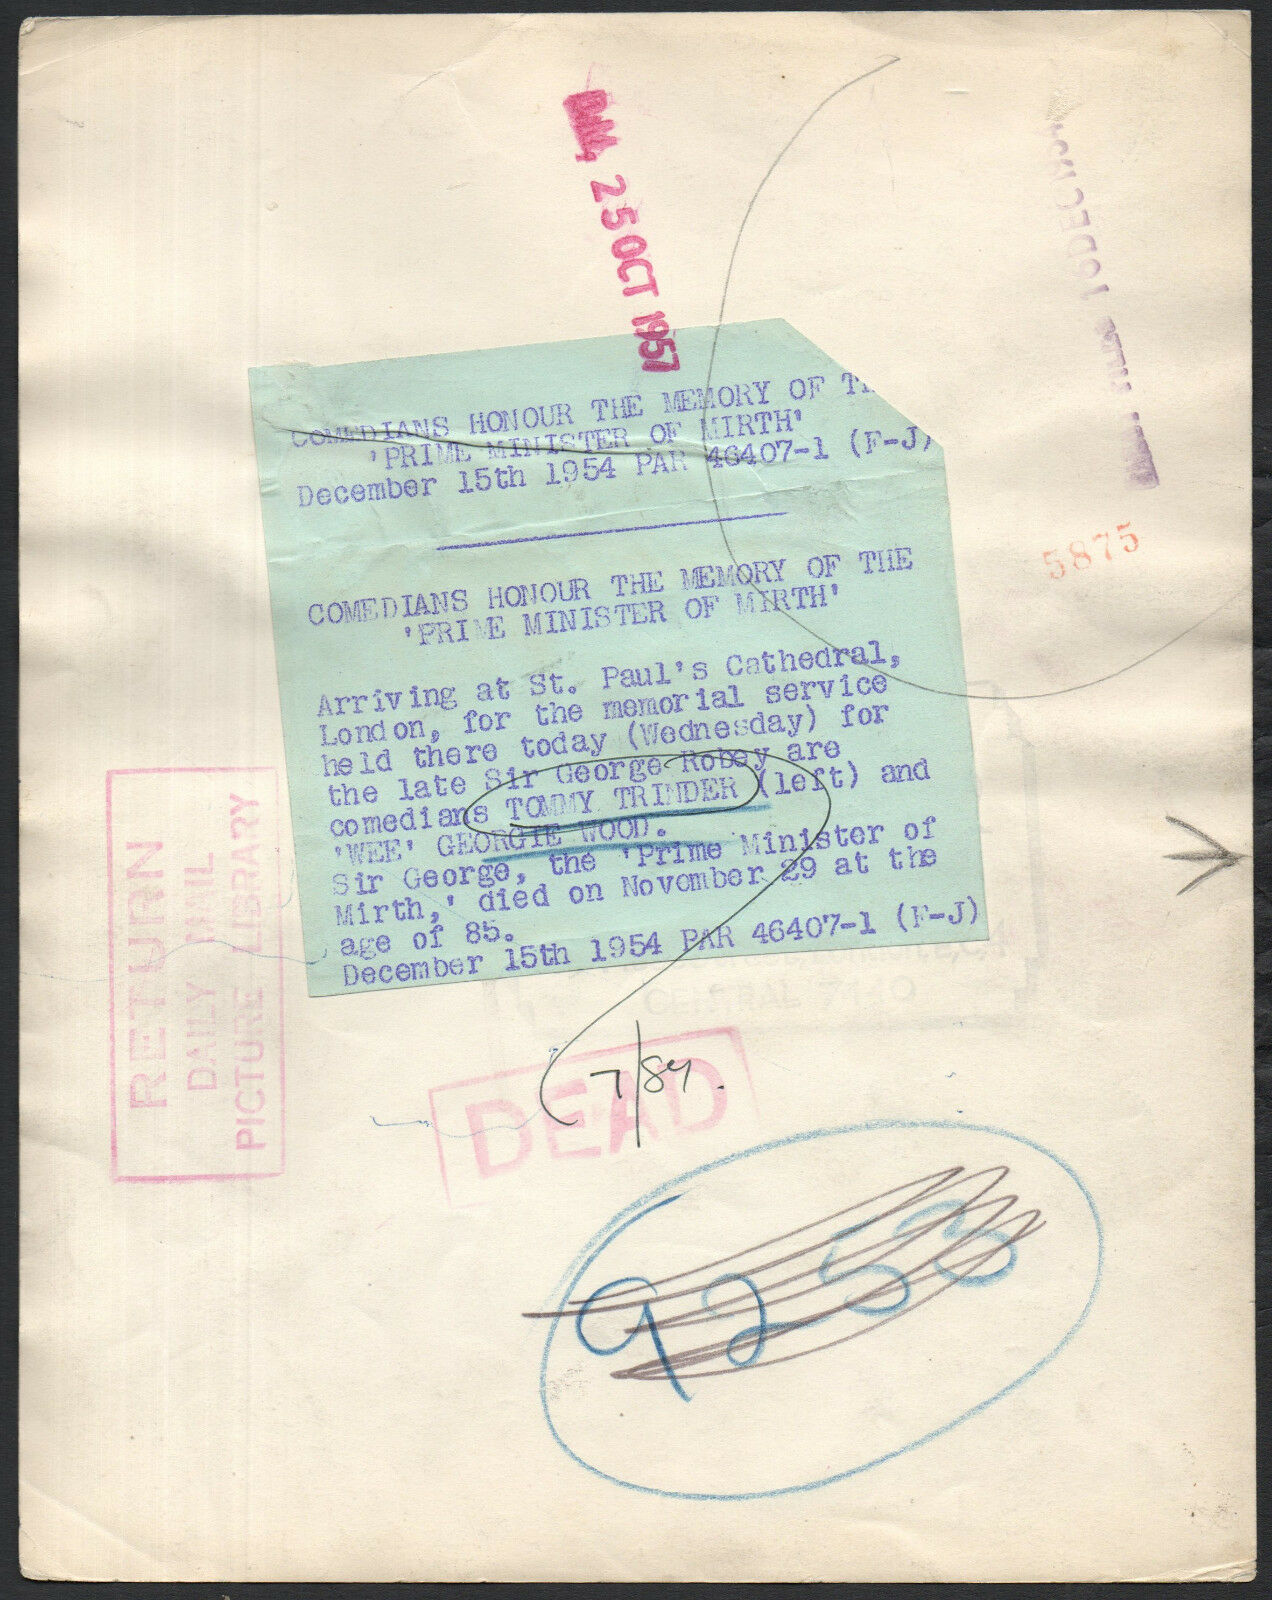 25 OCT 1957
COMEDIANS HONOUR THE MEMORY OF
'PRIME MINISTER OF MIRTH'
December 15th 1954 PAR 46407-1 (F-J)
5875
COMEDIANS HONOUR THE MEMORY OF THE
'PRIME MINISTER OF MIRTH'
Arriving at St. Paul's Cathedral,
London, for the memorial service
held there today (Wednesday) for
the late Sir George Robey are
comedians TOMMY TRINDER (left) and
'WEE' GEORGIE WOOD.
Sir George, the 'Prime Minister of
Mirth,' died on November 29 at the
age of 85.
December 15th 1954 PAR 46407-1 (F-J)
RETURN
DAILY MAIL
PICTURE LIBRARY
CENTRAL
7/84.
DEAD
9253